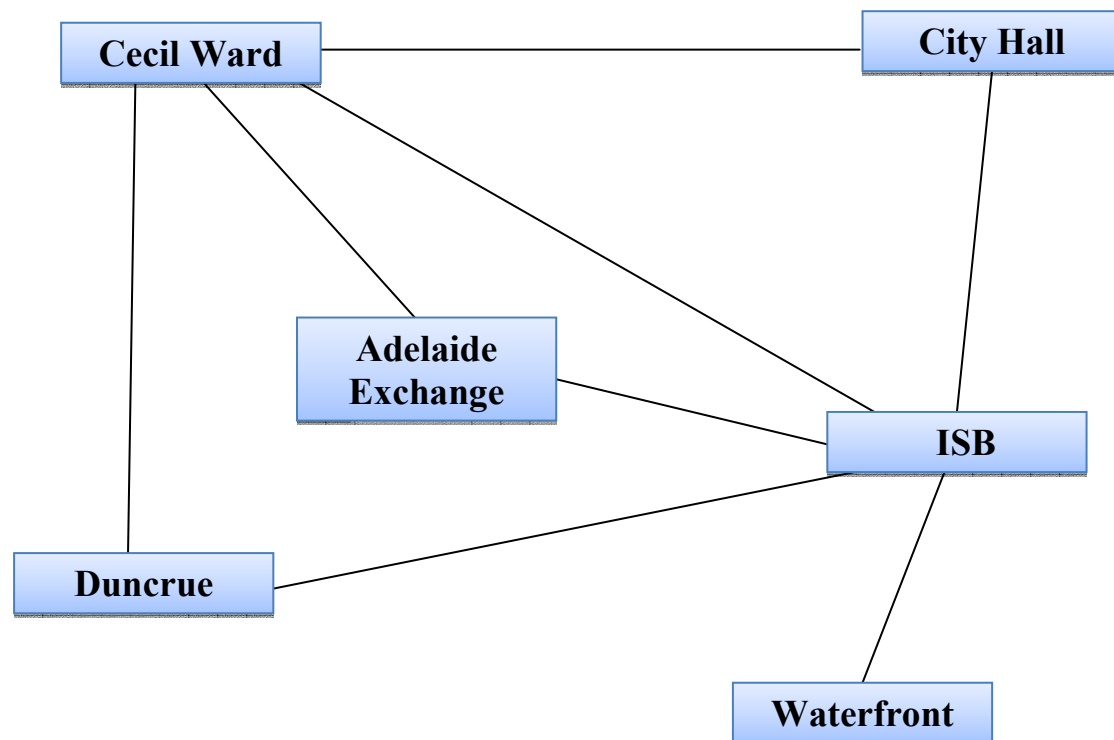 Cecil Ward
City Hall
Adelaide
Exchange
ISB
Duncrue
Waterfront